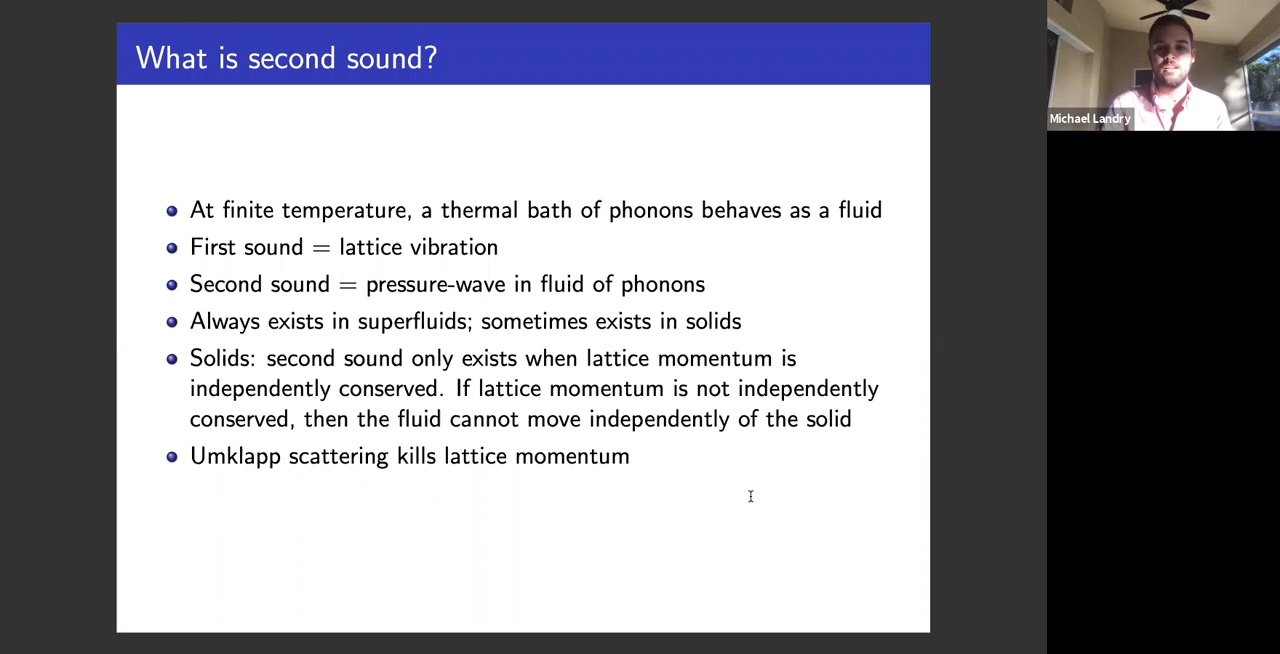 What is second sound?
At finite temperature, a thermal bath of phonons behaves as a fluid
First sound = lattice vibration
Second sound = pressure-wave in fluid of phonons
Always exists in superfluids; sometimes exists in solids
Solids: second sound only exists when lattice momentum is
independently conserved. If lattice momentum is not independently
conserved, then the fluid cannot move independently of the solid
Umklapp scattering kills lattice momentum
Michael Landry